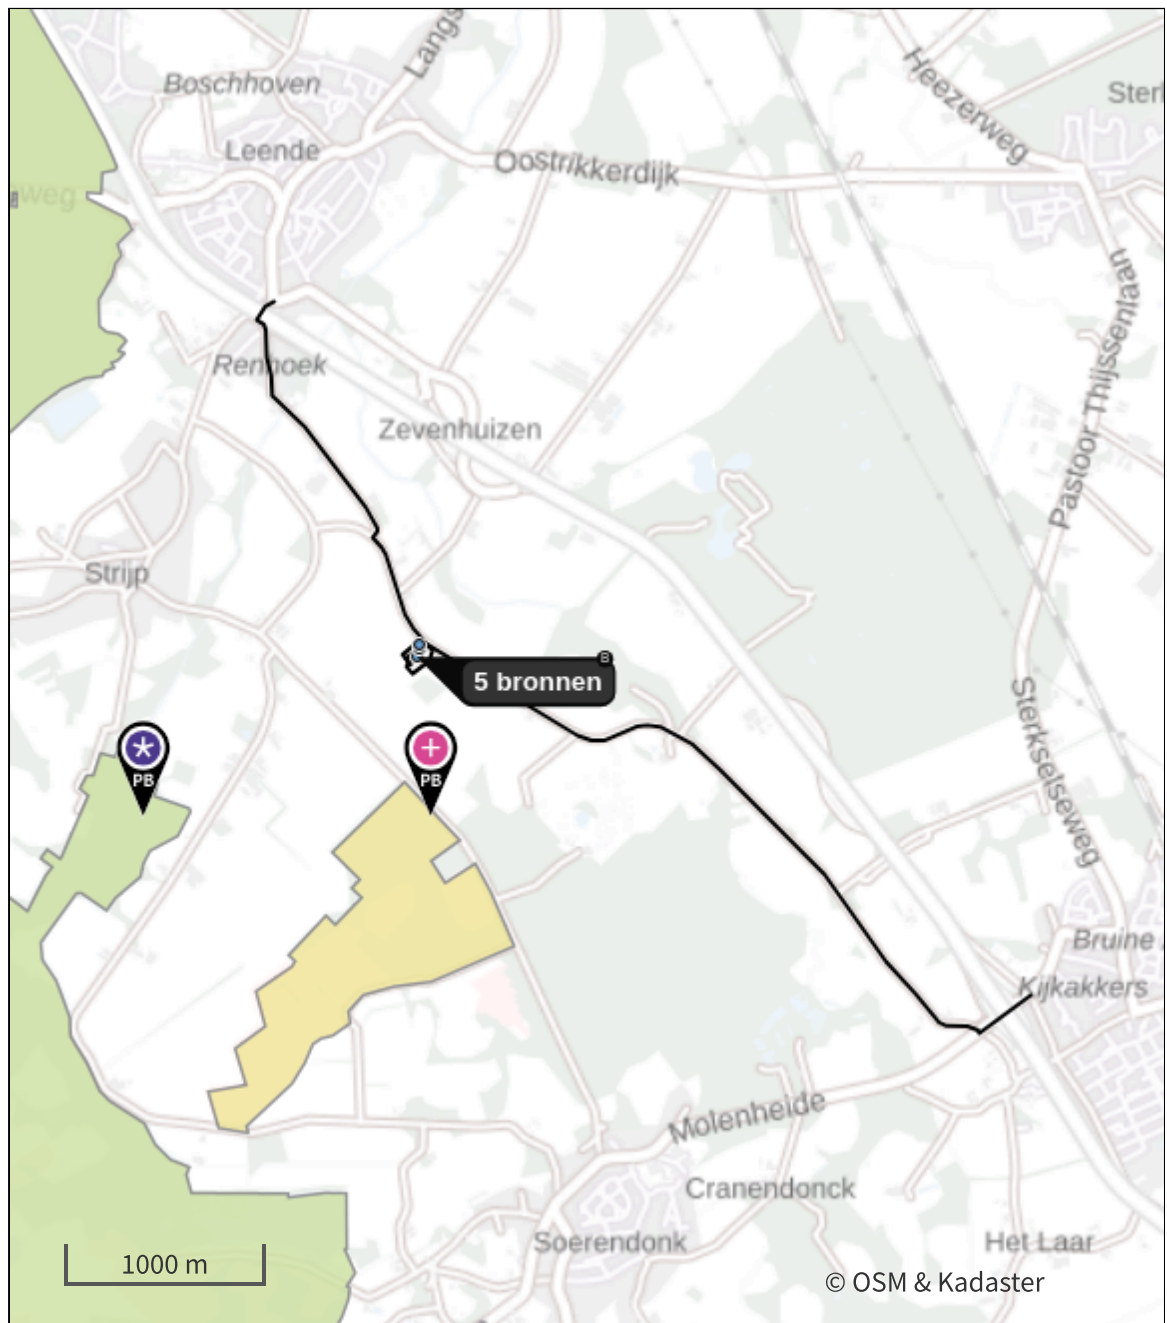 Langs
Heezerweg
Boschhoven
Sterl
Leende
Oostrikkerdijk
weg
Pastoor Thijssenlaan
Renhoek
Zevenhuizen
Strijp
B
5 bronnen
Sterkselseweg
PB
PB
Bruine
Kijkakkers
Molenheide
Cranendonck
Soerendonk
Het Laar
1000 m
© OSM & Kadaster